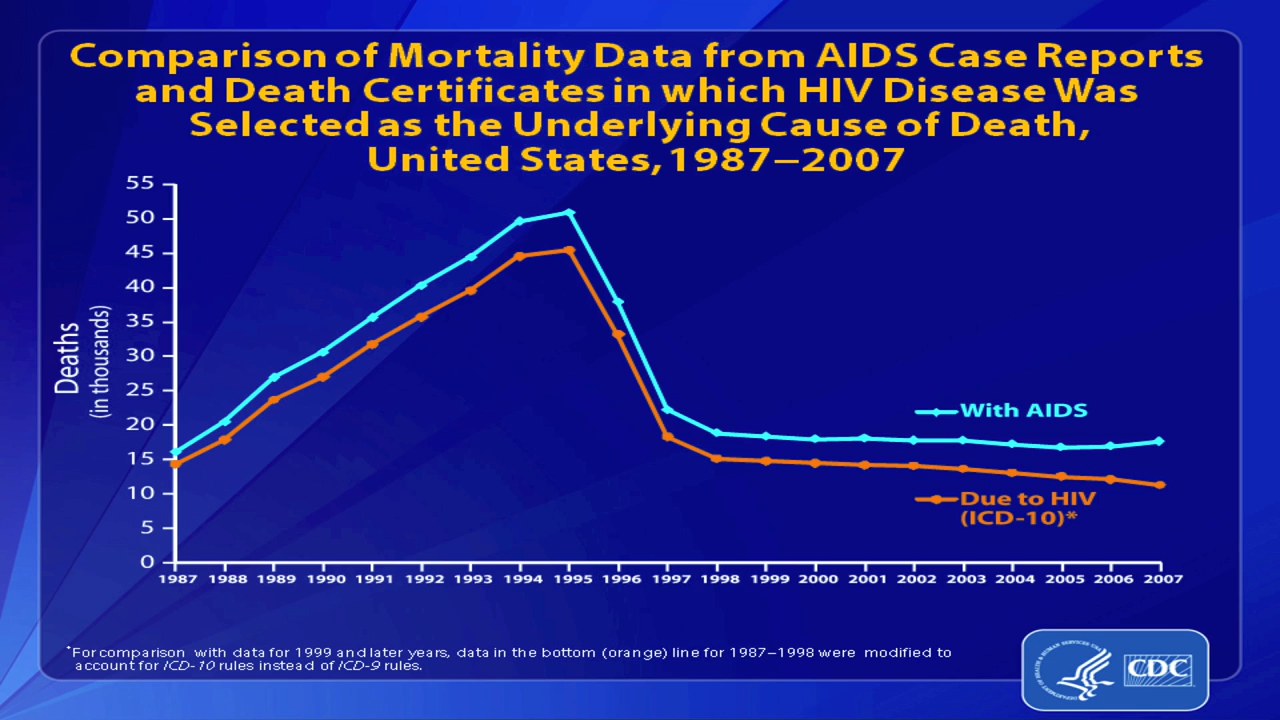 Comparison of Mortality Data from AIDS Case Reports
and Death Certificates in which HIV Disease Was
Selected as the Underlying Cause of Death,
United States, 1987–2007
55
50
45
40
35
30
25
20
15
10
5
0
Deaths
(in thousands)
With AIDS
Due to HIV
(ICD-10)*
1987 1988 1989 1990 1991 1992 1993 1994 1995 1996 1997 1998 1999 2000 2001 2002 2003 2004 2005 2006 2007
*For comparison with data for 1999 and later years, data in the bottom (orange) line for 1987–1998 were modified to
account for ICD-10 rules instead of ICD-9 rules.
CDC